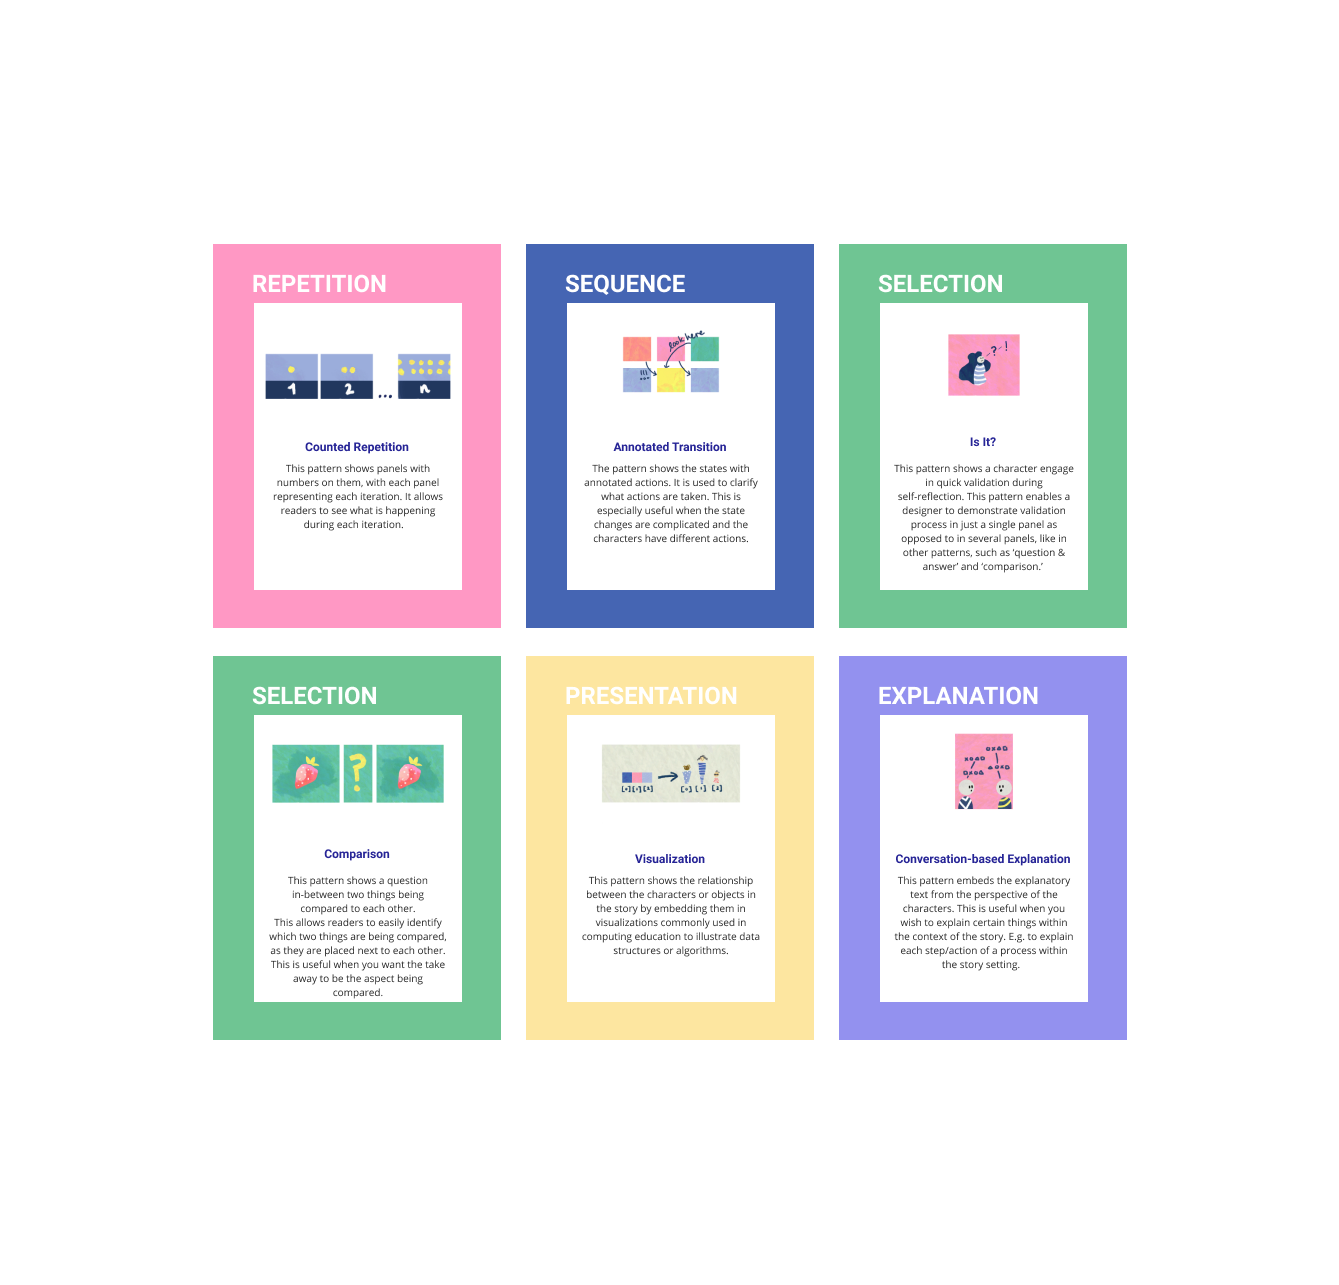 REPETITION
1 2 ... n
Counted Repetition
This pattern shows panels with
numbers on them, with each panel
representing each iteration. It allows
readers to see what is happening
during each iteration.
SEQUENCE
look here
!!!
Annotated Transition
The pattern shows the states with
annotated actions. It is used to clarify
what actions are taken. This is
especially useful when the state
changes are complicated and the
characters have different actions.
SELECTION
? - !
Is It?
This pattern shows a character engage
in quick validation during
self-reflection. This pattern enables a
designer to demonstrate validation
process in just a single panel as
opposed to in several panels, like in
other patterns, such as ‘question &
answer’ and ‘comparison.’
SELECTION
?
Comparison
This pattern shows a question
in-between two things being
compared to each other.
This allows readers to easily identify
which two things are being compared,
as they are placed next to each other.
This is useful when you want the take
away to be the aspect being
compared.
PRESENTATION
Visualization
This pattern shows the relationship
between the characters or objects in
the story by embedding them in
visualizations commonly used in
computing education to illustrate data
structures or algorithms.
EXPLANATION
Conversation-based Explanation
This pattern embeds the explanatory
text from the perspective of the
characters. This is useful when you
wish to explain certain things within
the context of the story. E.g. to explain
each step/action of a process within
the story setting.